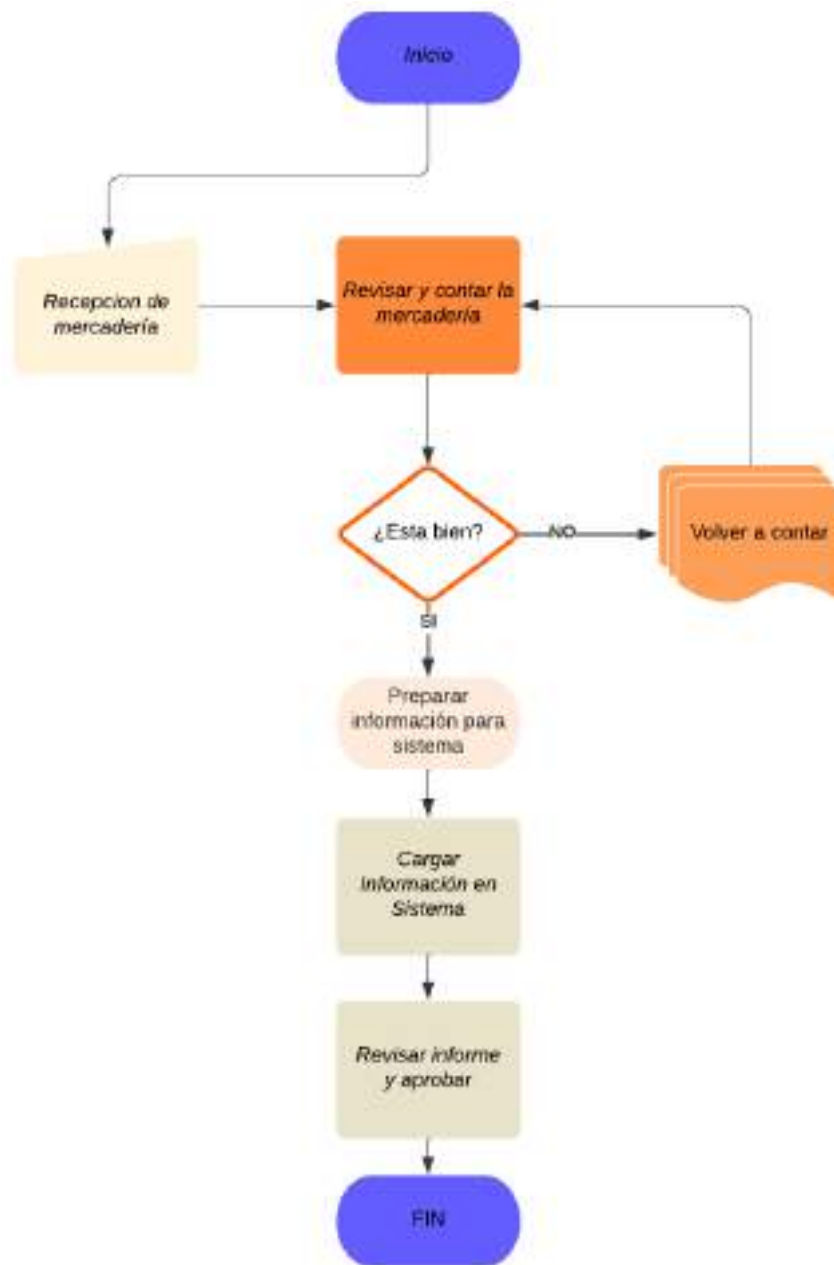 Inicio
Recepcion de
mercadería
Revisar y contar la
mercadería
¿Esta bien?
NO
Volver a contar
SI
Preparar
información para
sistema
Cargar
Información en
Sistema
Revisar informe
y aprobar
FIN